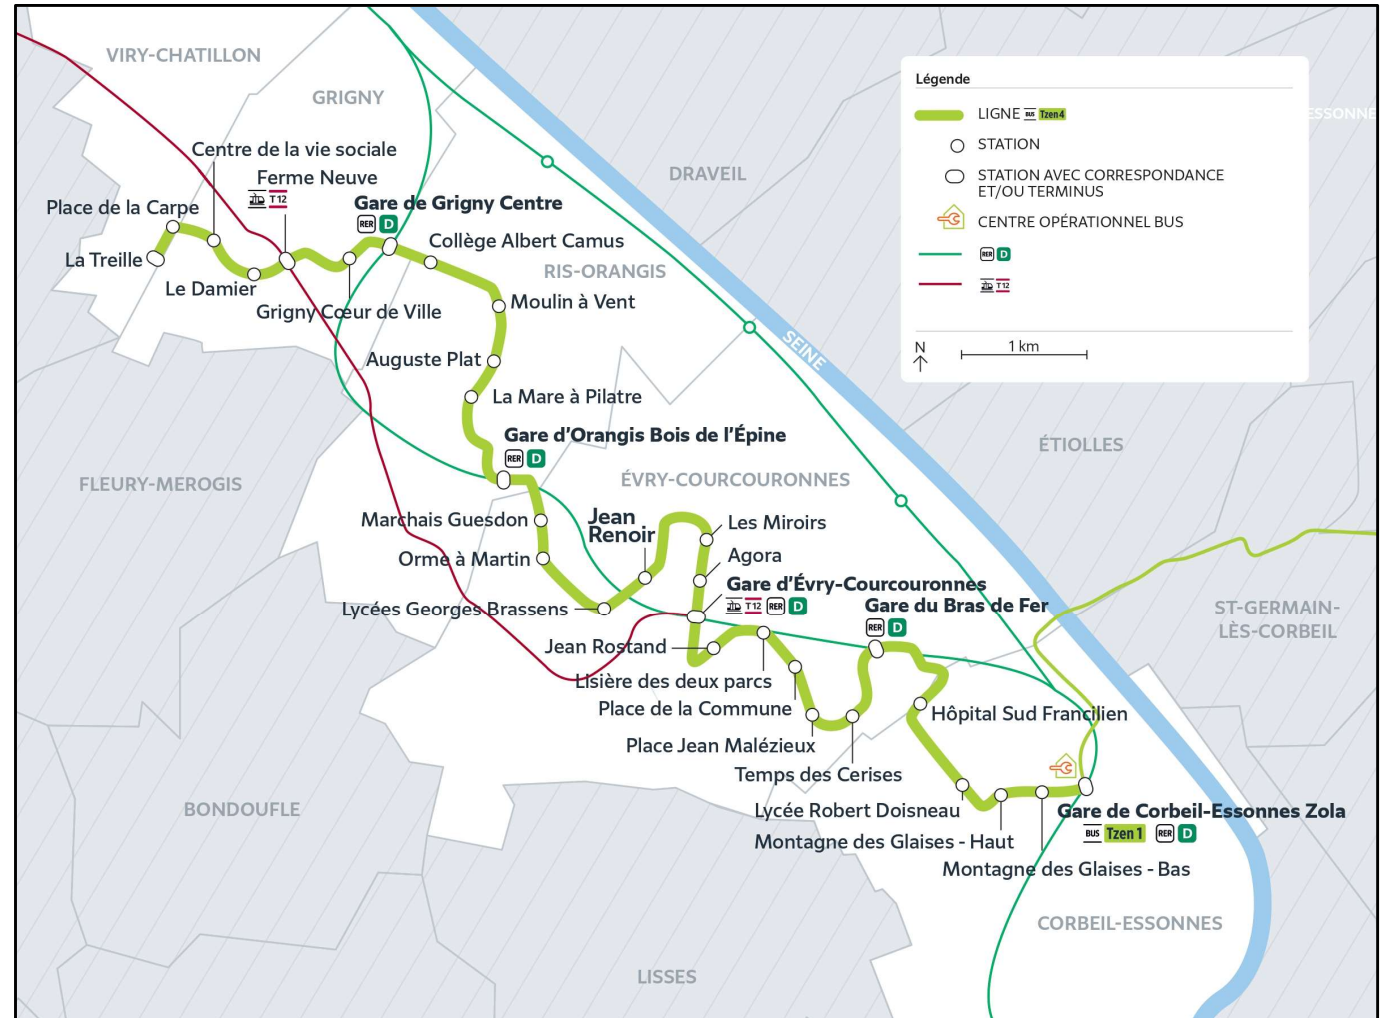 VIRY-CHATILLON
GRIGNY
Légende
LIGNE BUS Tzen4
ESSONNE
STATION
STATION AVEC CORRESPONDANCE
ET/OU TERMINUS
CENTRE OPÉRATIONNEL BUS
RER D
T12
N
1 km
Centre de la vie sociale
Ferme Neuve
T12
DRAVEIL
Place de la Carpe
Gare de Grigny Centre
RER D
La Treille
Collège Albert Camus
Le Damier
RIS-ORANGIS
Grigny Cœur de Ville
Moulin à Vent
SEINE
Auguste Plat
La Mare à Pilatre
Gare d'Orangis Bois de l'Épine
RER D
ÉTIOLLES
FLEURY-MEROGIS
ÉVRY-COURCOURONNES
Marchais Guesdon
Jean
Renoir
Les Miroirs
Orme à Martin
Agora
Gare d'Évry-Courcouronnes
T12 RER D
Lycées Georges Brassens
Gare du Bras de Fer
RER D
ST-GERMAIN-
LÈS-CORBEIL
Jean Rostand
Lisière des deux parcs
Place de la Commune
Hôpital Sud Francilien
Place Jean Malézieux
Temps des Cerises
BONDOUFLE
Lycée Robert Doisneau
Gare de Corbeil-Essonnes Zola
BUS Tzen 1 RER D
Montagne des Glaises - Haut
Montagne des Glaises - Bas
CORBEIL-ESSONNES
LISSES